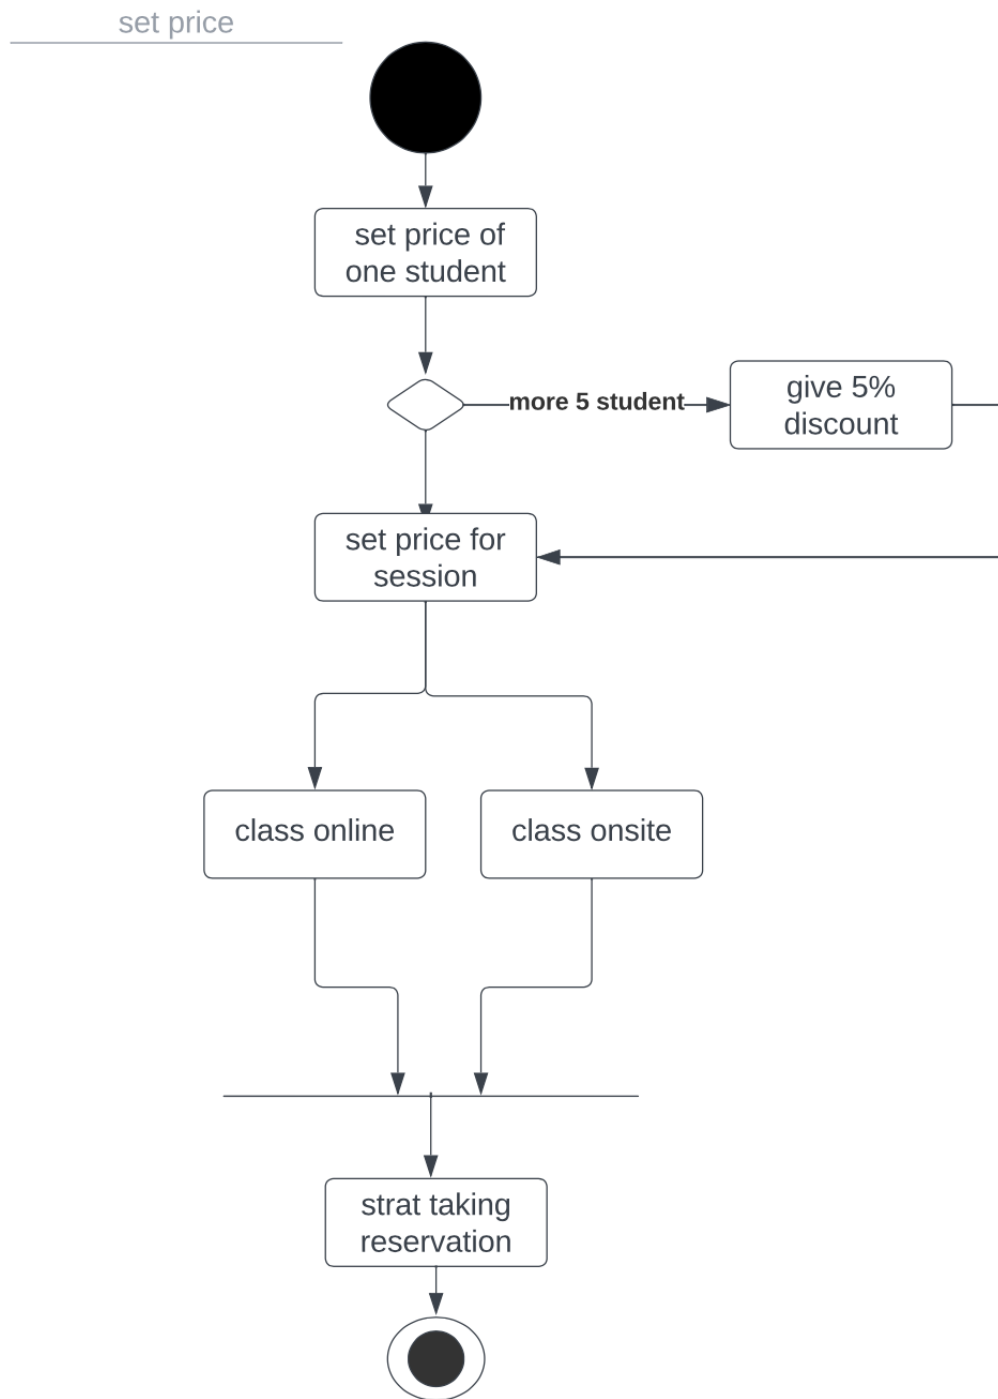 set price
set price of
one student
more 5 student
give 5%
discount
set price for
session
class online
class onsite
strat taking
reservation